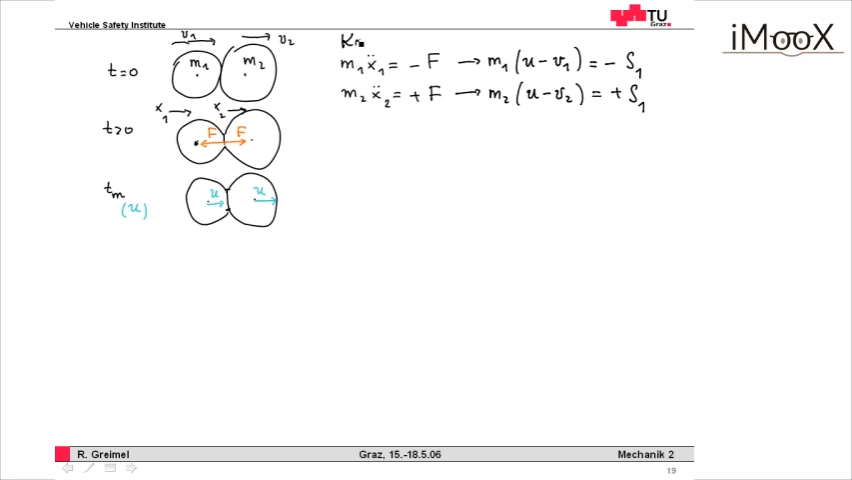 Vehicle Safety Institute
TU
Graz
iMooX
v₁ v₂
t=0 m₁ m₂
m₁ẍ₁ = − F → m₁(u−v₁) = − S₁
m₂ẍ₂ = + F → m₂(u−v₂) = + S₁
x₁ x₂
t>0 F F
tₘ u u
(u)
R. Greimel Graz, 15.-18.5.06 Mechanik 2
19